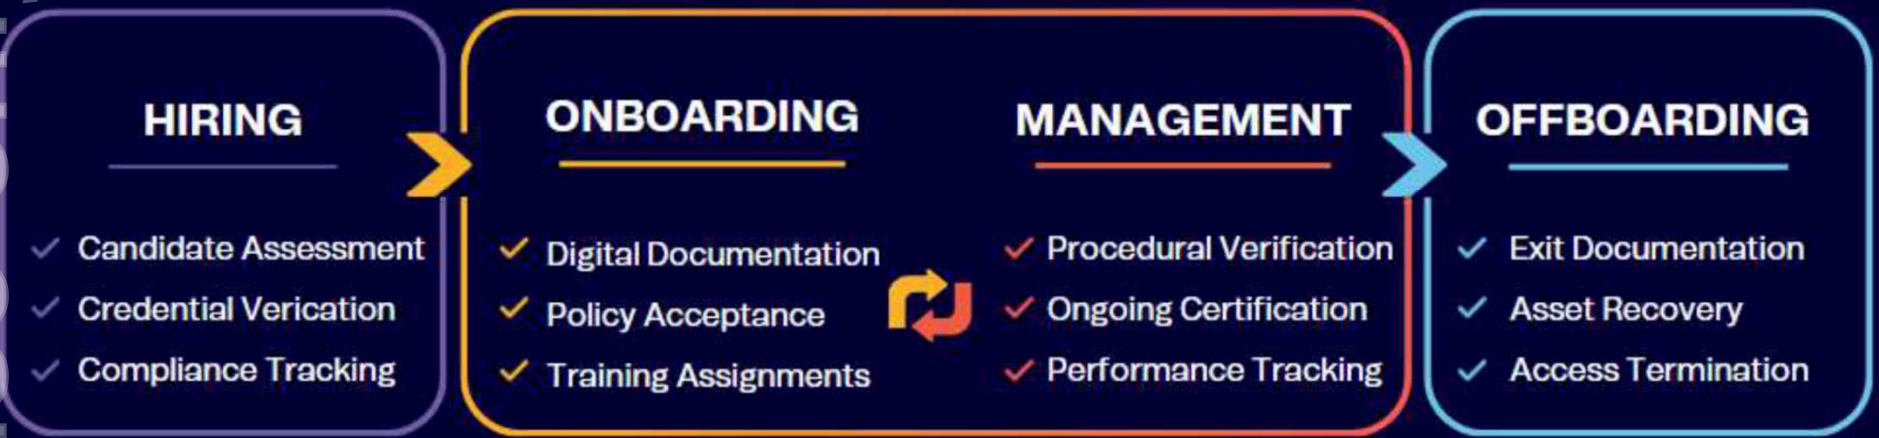 HIRING
Candidate Assessment
Credential Verication
Compliance Tracking
ONBOARDING
Digital Documentation
Policy Acceptance
Training Assignments
MANAGEMENT
Procedural Verification
Ongoing Certification
Performance Tracking
OFFBOARDING
Exit Documentation
Asset Recovery
Access Termination